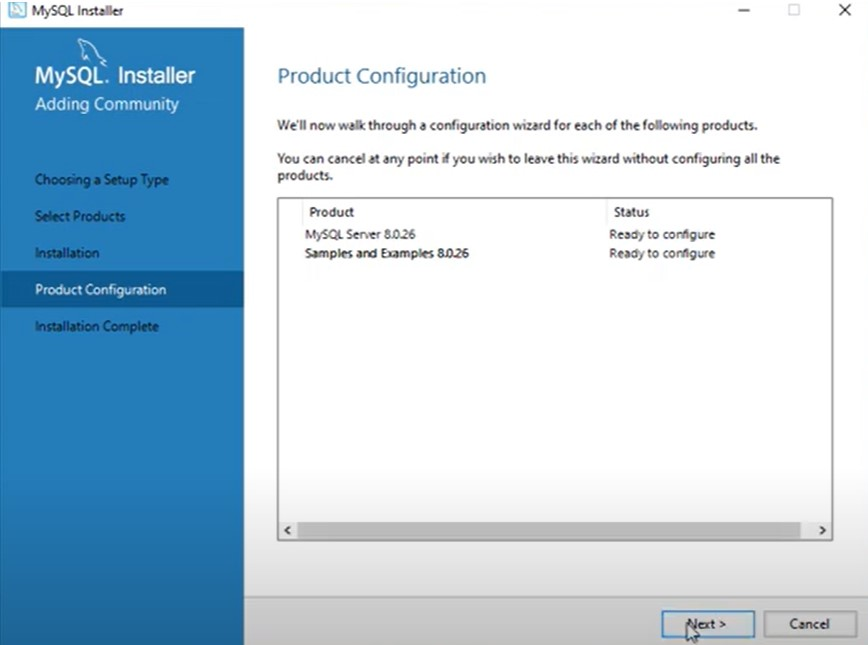 MySQL Installer
MySQL. Installer
Adding Community
Choosing a Setup Type
Select Products
Installation
Product Configuration
Installation Complete
Product Configuration
We'll now walk through a configuration wizard for each of the following products.
You can cancel at any point if you wish to leave this wizard without configuring all the
products.
Product Status
MySQL Server 8.0.26 Ready to configure
Samples and Examples 8.0.26 Ready to configure
Next > Cancel